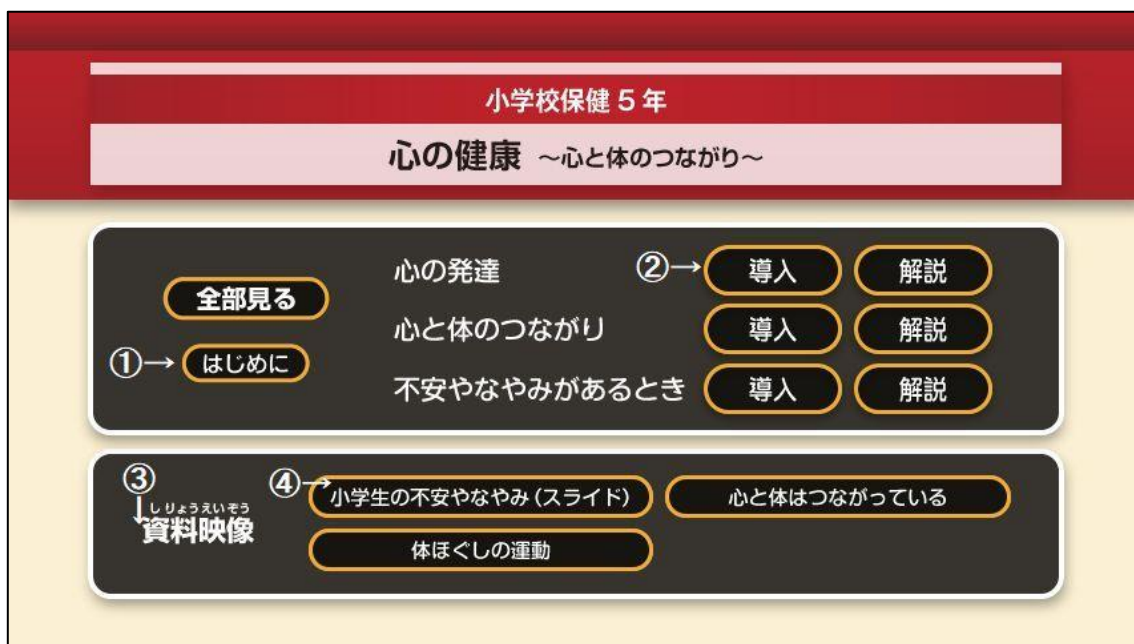 小学校保健5年
心の健康 ～心と体のつながり～
全部見る
①→ はじめに
心の発達 ②→ 導入 解説
心と体のつながり 導入 解説
不安やなやみがあるとき 導入 解説
③
↓
しりょうえいぞう
資料映像
④→ 小学生の不安やなやみ（スライド） 心と体はつながっている
体ほぐしの運動